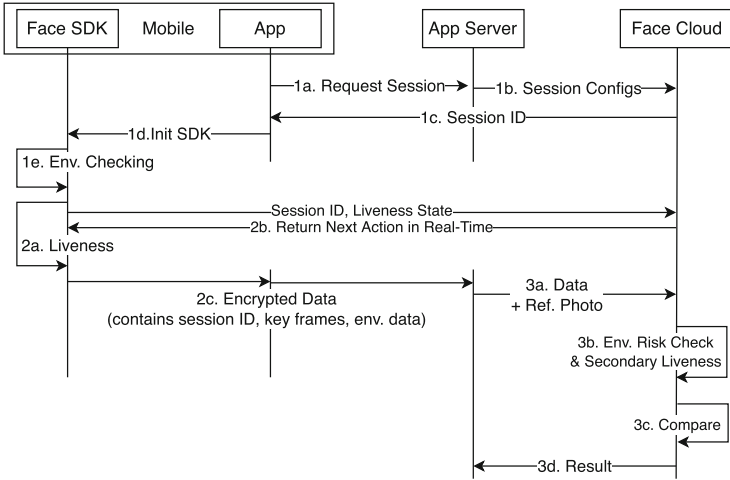 Face SDK
Mobile
App
App Server
Face Cloud
1a. Request Session
1b. Session Configs
1c. Session ID
1d.Init SDK
1e. Env. Checking
Session ID, Liveness State
2b. Return Next Action in Real-Time
2a. Liveness
2c. Encrypted Data
(contains session ID, key frames, env. data)
3a. Data
+ Ref. Photo
3b. Env. Risk Check
& Secondary Liveness
3c. Compare
3d. Result